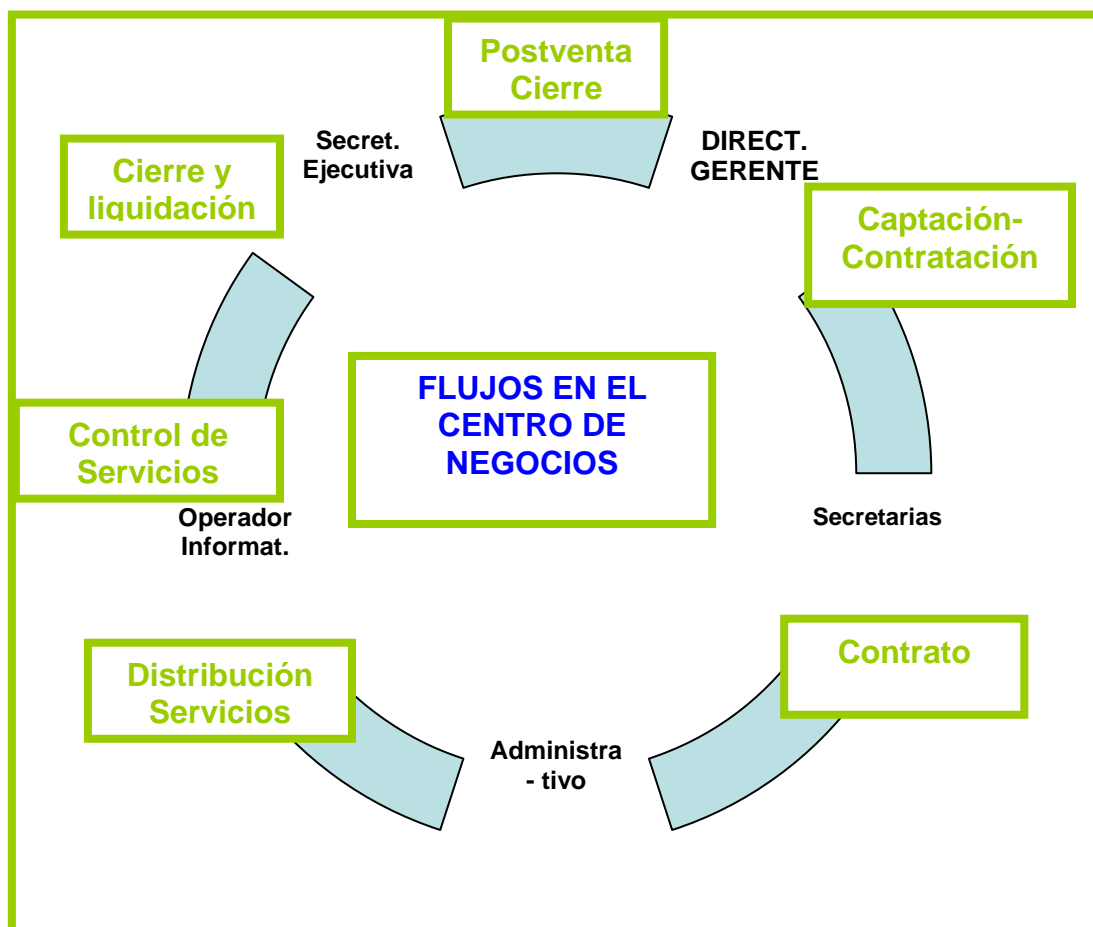 Postventa
Cierre
Secret.
Ejecutiva
DIRECT.
GERENTE
Cierre y
liquidación
Captación-
Contratación
FLUJOS EN EL
CENTRO DE
NEGOCIOS
Control de
Servicios
Operador
Informat.
Secretarias
Contrato
Distribución
Servicios
Administra
- tivo